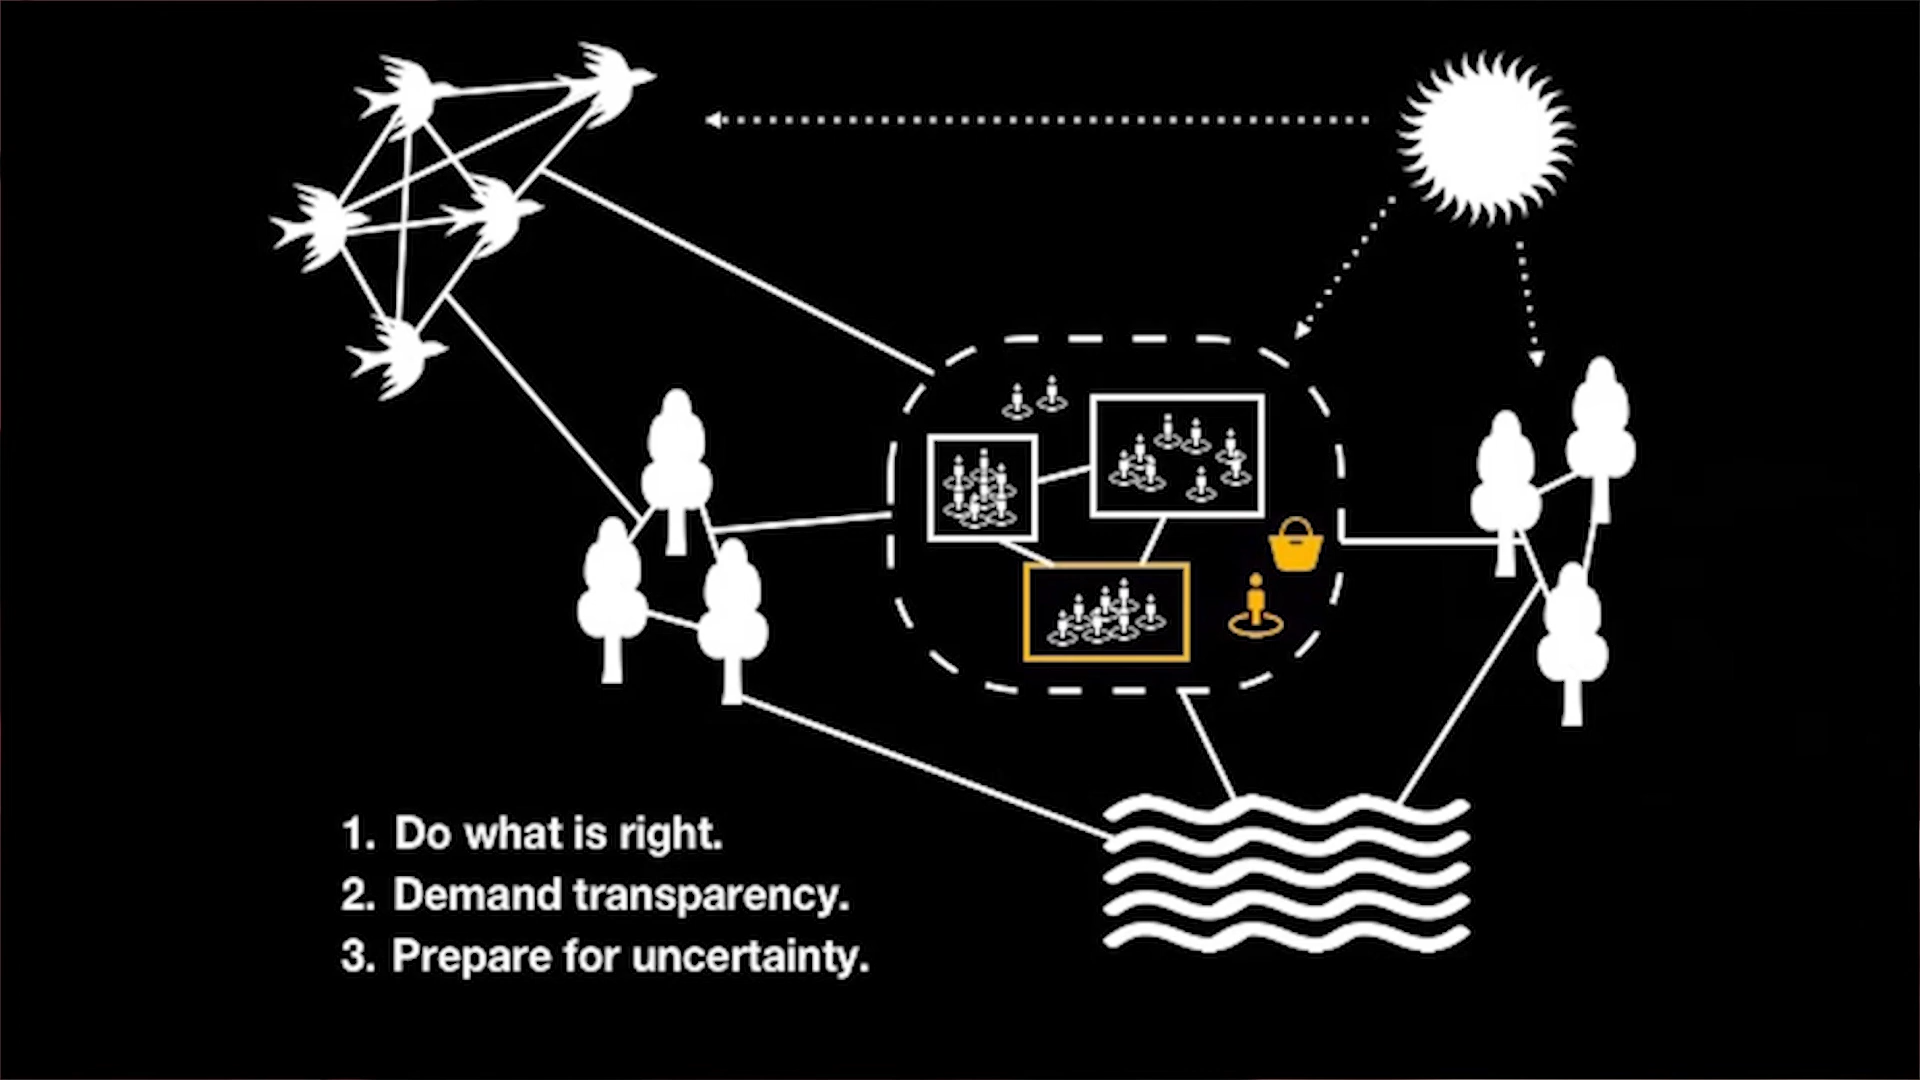 1. Do what is right.
2. Demand transparency.
3. Prepare for uncertainty.